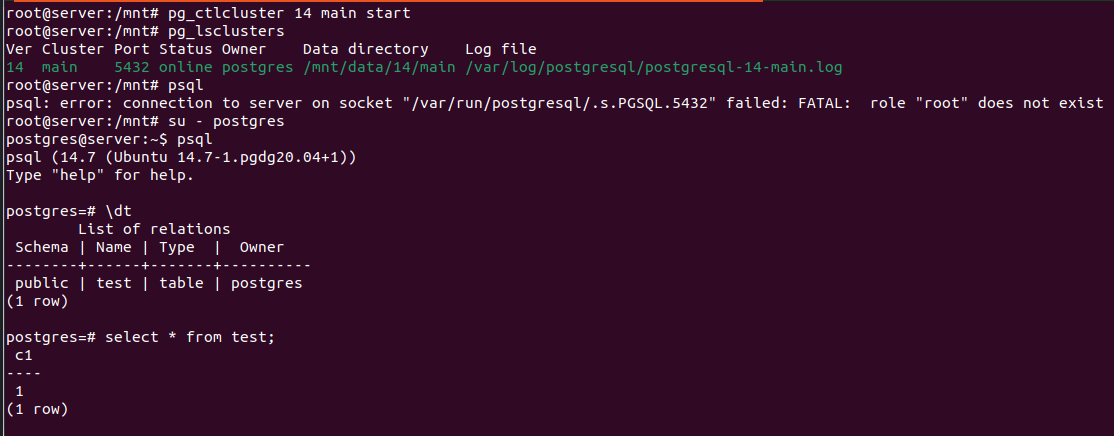 root@server:/mnt# pg_ctlcluster 14 main start
root@server:/mnt# pg_lsclusters
Ver Cluster Port Status Owner    Data directory    Log file
14  main    5432 online postgres /mnt/data/14/main /var/log/postgresql/postgresql-14-main.log
root@server:/mnt# psql
psql: error: connection to server on socket "/var/run/postgresql/.s.PGSQL.5432" failed: FATAL:  role "root" does not exist
root@server:/mnt# su - postgres
postgres@server:~$ psql
psql (14.7 (Ubuntu 14.7-1.pgdg20.04+1))
Type "help" for help.

postgres=# \dt
        List of relations
 Schema | Name | Type  |  Owner
--------+------+-------+----------
 public | test | table | postgres
(1 row)

postgres=# select * from test;
 c1
----
 1
(1 row)